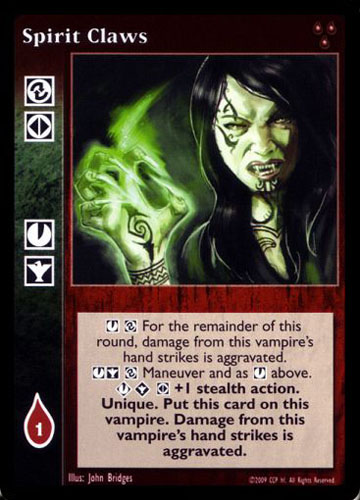 Spirit Claws
For the remainder of this
round, damage from this vampire's
hand strikes is aggravated.
Maneuver and as above.
+1 stealth action.
Unique. Put this card on this
vampire. Damage from this
vampire's hand strikes is
aggravated.
1
Illus: John Bridges
©2009 CCP hf. All Rights Reserved.